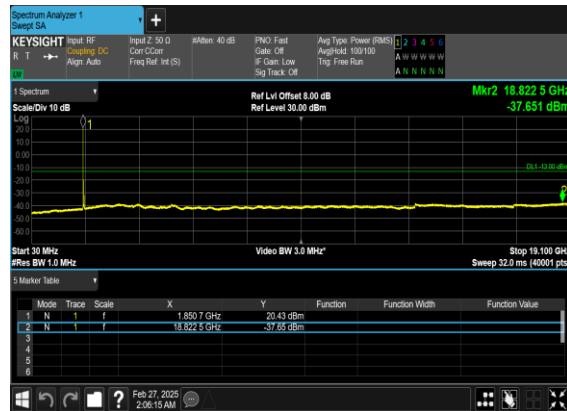 Spectrum Analyzer 1
Swept SA
KEYSIGHT Input: RF Input Z: 50 Ω #Atten: 40 dB PNO: Fast Avg Type: Power (RMS) 1 2 3 4 5 6
R T Coupling: DC Corr CCorr Gate: Off Avg|Hold: 100/100 A W W W W W
Align: Auto Freq Ref: Int (S) IF Gain: Low Trig: Free Run
Sig Track: Off A N N N N N
1 Spectrum Ref Lvl Offset 8.00 dB Mkr2 18.822 5 GHz
Scale/Div 10 dB Ref Level 30.00 dBm -37.651 dBm
Log
1
20.0
10.0
0.00
-10.0 DL1 -13.00 dBm
-20.0
-30.0
-40.0
-50.0
-60.0
Start 30 MHz Video BW 3.0 MHz* Stop 19.100 GHz
#Res BW 1.0 MHz Sweep 32.0 ms (40001 pts
5 Marker Table
Mode Trace Scale X Y Function Function Width Function Value
1 N 1 f 1.850 7 GHz 20.43 dBm
2 N 1 f 18.822 5 GHz -37.65 dBm
3
4
5
6
? Feb 27, 2025
2:06:15 AM